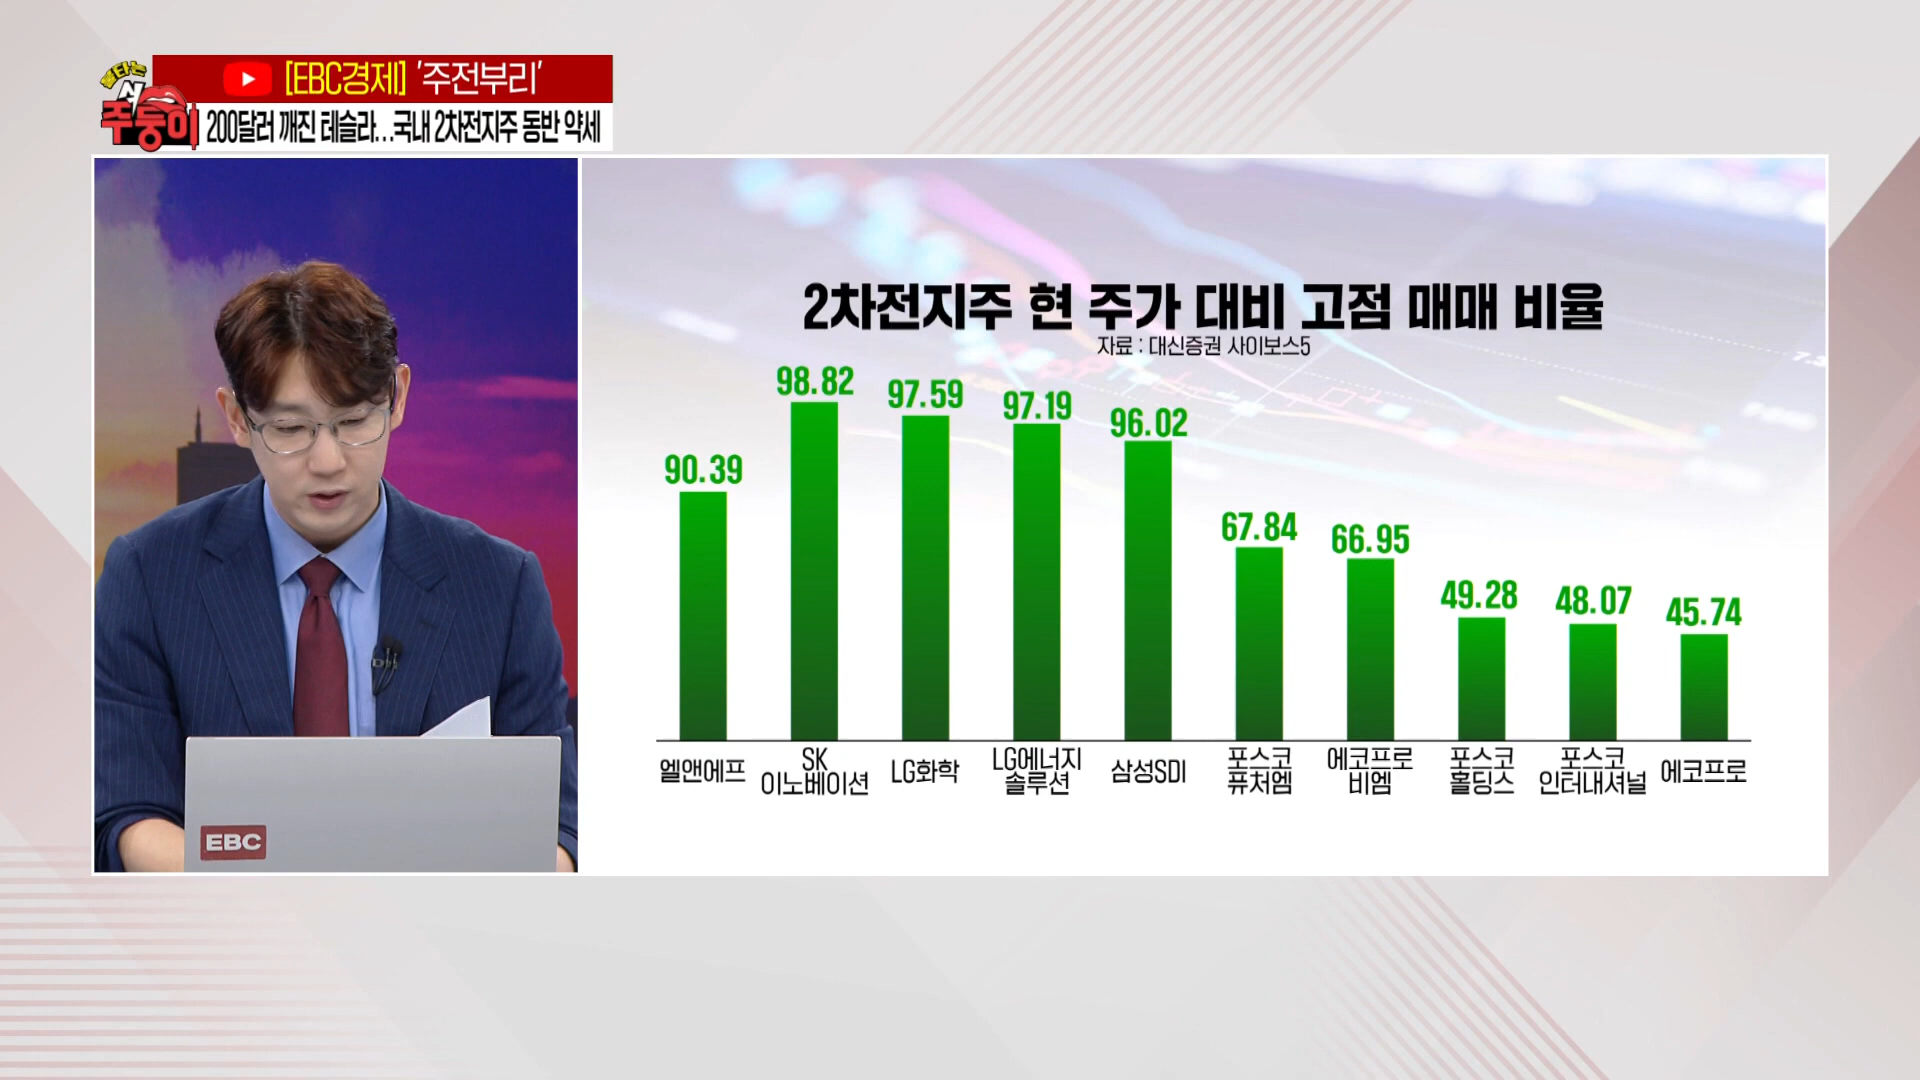 불타는
주둥이
[EBC경제] '주전부리'
200달러 깨진 테슬라...국내 2차전지주 동반 약세
2차전지주 현 주가 대비 고점 매매 비율
자료 : 대신증권 사이보스5
90.39
98.82
97.59
97.19
96.02
67.84
66.95
49.28
48.07
45.74
엘앤에프
SK
이노베이션
LG화학
LG에너지
솔루션
삼성SDI
포스코
퓨처엠
에코프로
비엠
포스코
홀딩스
포스코
인터내셔널
에코프로
EBC